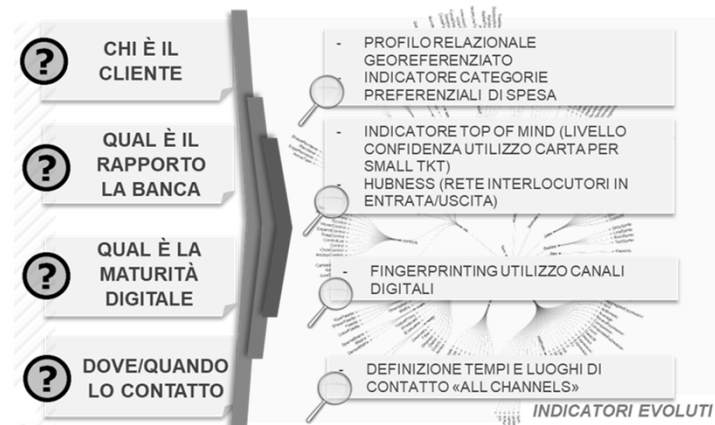 ?
CHI È IL
CLIENTE
- PROFILO RELAZIONALE
GEOREFERENZIATO
- INDICATORE CATEGORIE
PREFERENZIALI DI SPESA
?
QUAL È IL
RAPPORTO
LA BANCA
- INDICATORE TOP OF MIND (LIVELLO
CONFIDENZA UTILIZZO CARTA PER
SMALL TKT)
- HUBNESS (RETE INTERLOCUTORI IN
ENTRATA/USCITA)
?
QUAL È LA
MATURITÀ
DIGITALE
- FINGERPRINTING UTILIZZO CANALI
DIGITALI
?
DOVE/QUANDO
LO CONTATTO
- DEFINIZIONE TEMPI E LUOGHI DI
CONTATTO «ALL CHANNELS»
INDICATORI EVOLUTI